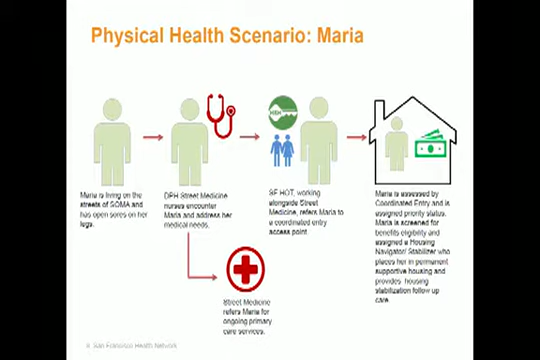 Physical Health Scenario: Maria
HSH
Maria is living on the
streets of SOMA and
has open sores on her
legs.
DPH Street Medicine
nurses encounter
Maria and address her
medical needs.
SF HOT, working
alongside Street
Medicine, refers Maria to
a coordinated entry
access point.
Maria is assessed by
Coordinated Entry and is
assigned priority status.
Maria is screened for
benefits eligibility and
assigned a Housing
Navigator/ Stabilizer who
places her in permanent
supportive housing and
provides housing
stabilization follow up
care.
Street Medicine
refers Maria for
ongoing primary
care services.
San Francisco Health Network